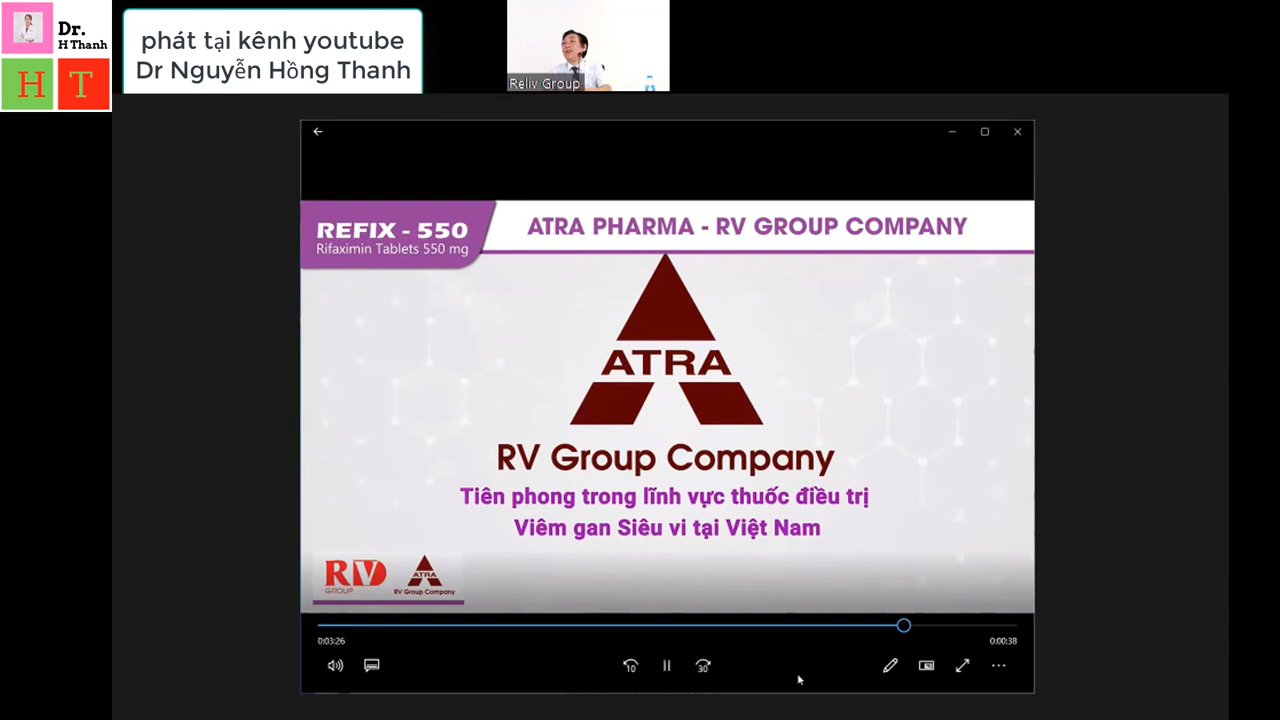 Dr.
H Thanh
H T
phát tại kênh youtube
Dr Nguyễn Hồng Thanh
Reliv Group
REFIX - 550
Rifaximin Tablets 550 mg
ATRA PHARMA - RV GROUP COMPANY
ATRA
RV Group Company
Tiên phong trong lĩnh vực thuốc điều trị
Viêm gan Siêu vi tại Việt Nam
RV
GROUP
ATRA
RV Group Company
0:03:26
0:00:38
10
30